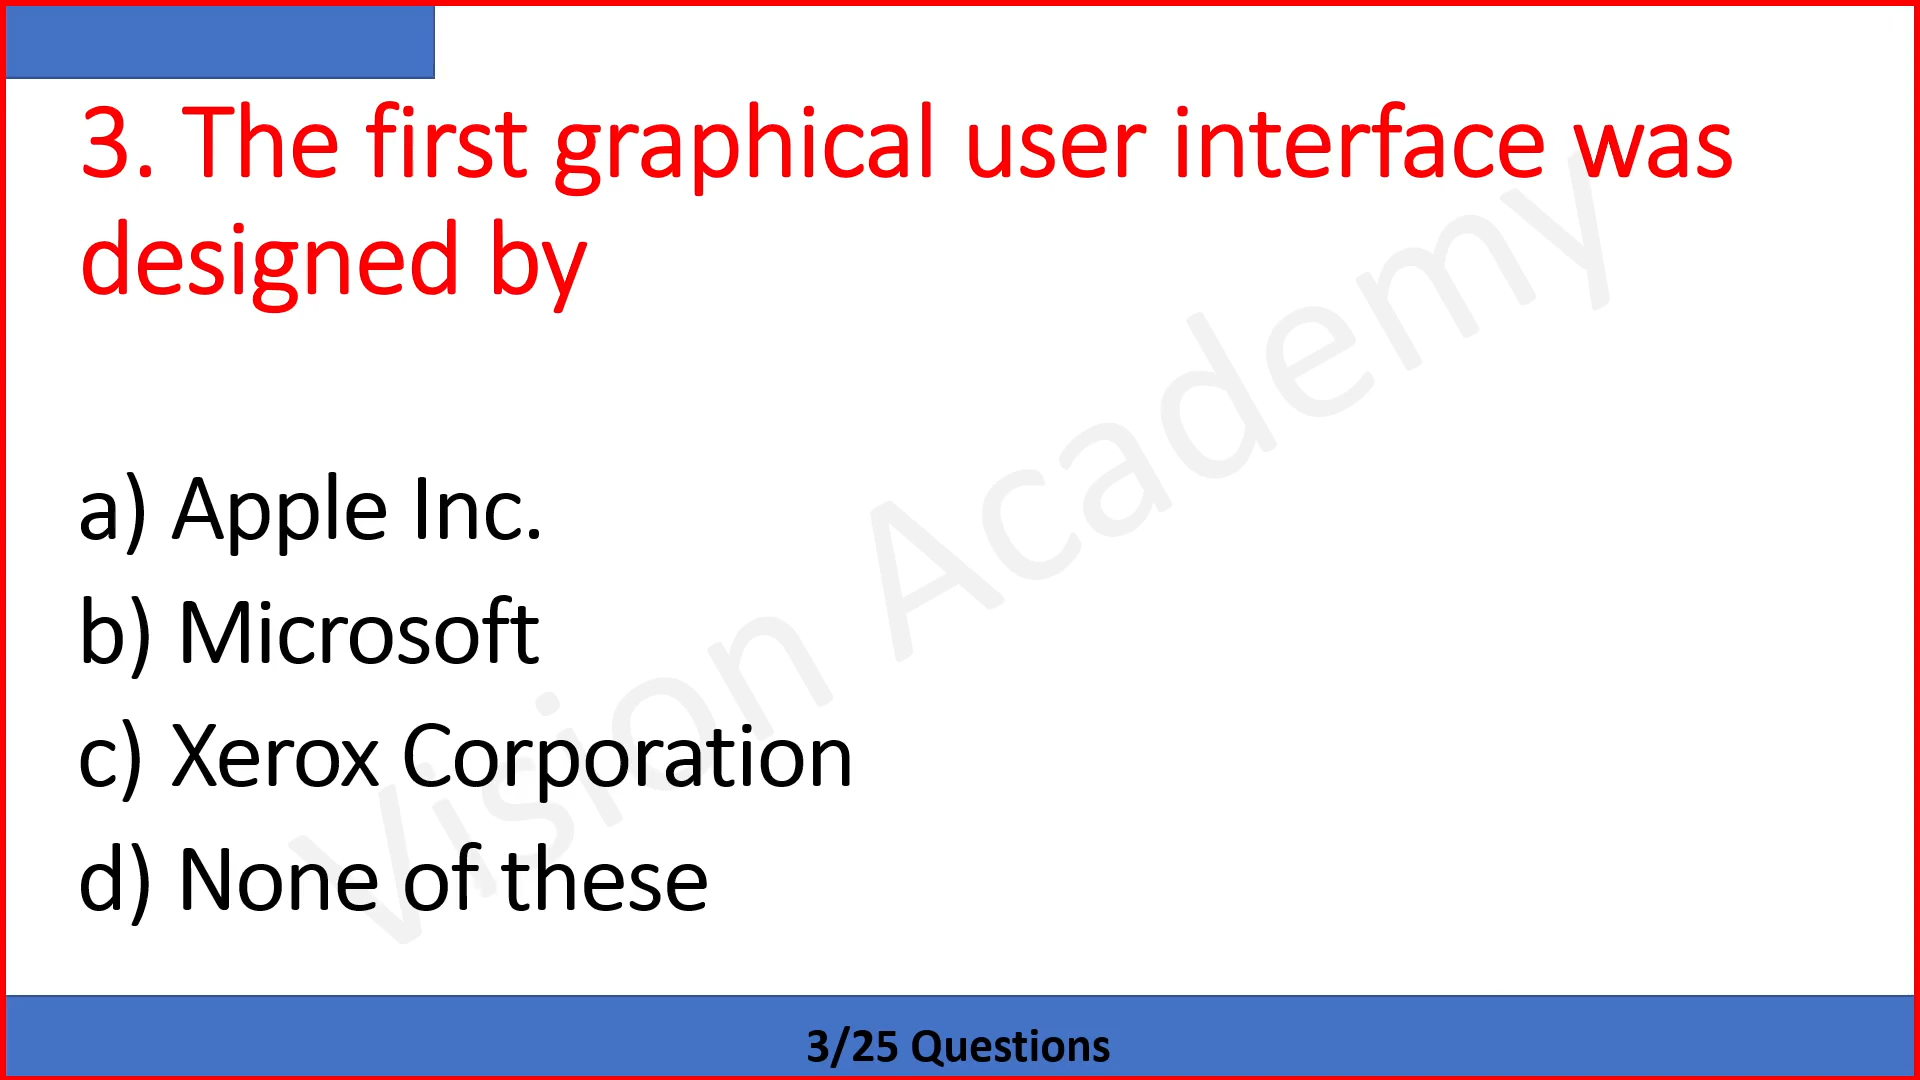 3. The first graphical user interface was
designed by
a) Apple Inc.
b) Microsoft
c) Xerox Corporation
d) None of these
Vision Academy
3/25 Questions